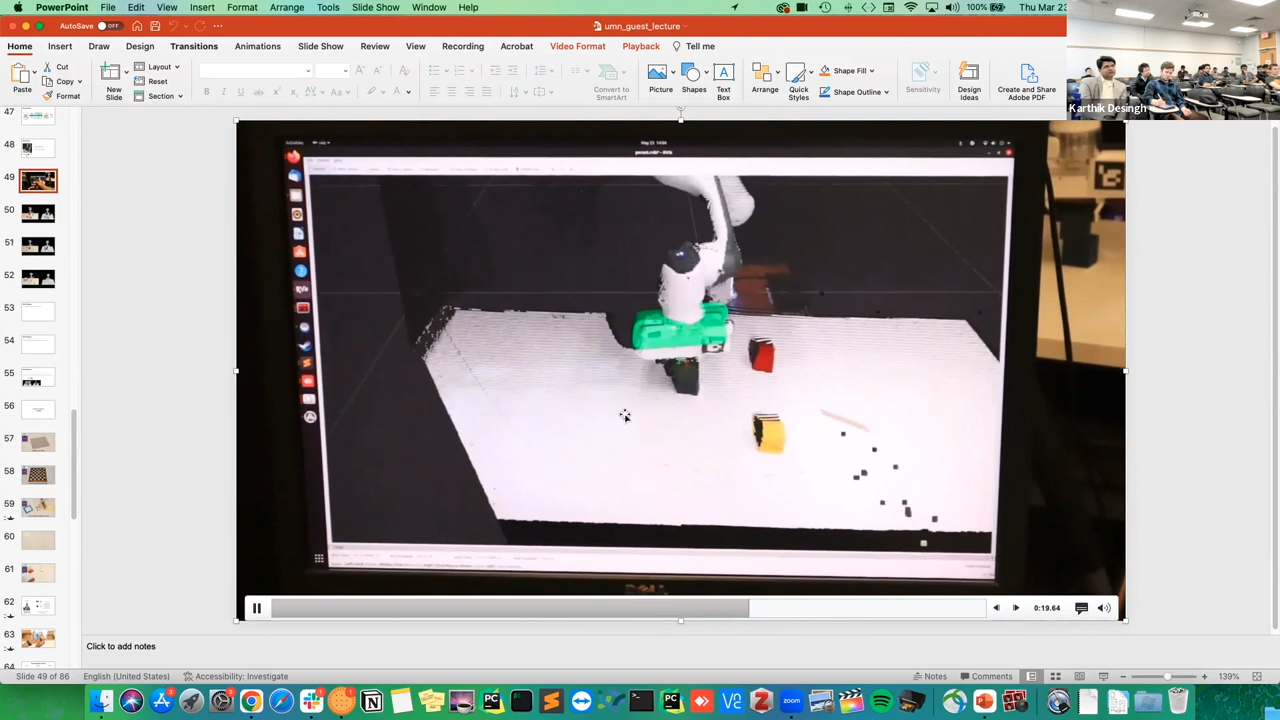 PowerPoint File Edit View Insert Format Arrange Tools Slide Show Window Help 100% Thu Mar 23
AutoSave OFF umn_guest_lecture
Home Insert Draw Design Transitions Animations Slide Show Review View Recording Acrobat Video Format Playback Tell me
Paste Cut Copy Format
New Slide Layout Reset Section
Convert to SmartArt
Picture Shapes Text Box
Arrange Quick Styles Shape Fill Shape Outline
Sensitivity
Design Ideas
Create and Share Adobe PDF
Karthik Desingh
47
48
49
50
51
52
53
54
55
56
57
58
59
60
61
62
63
64
DELL
0:19.64
Click to add notes
Slide 49 of 86 English (United States) Accessibility: Investigate Notes Comments 139%
zoom